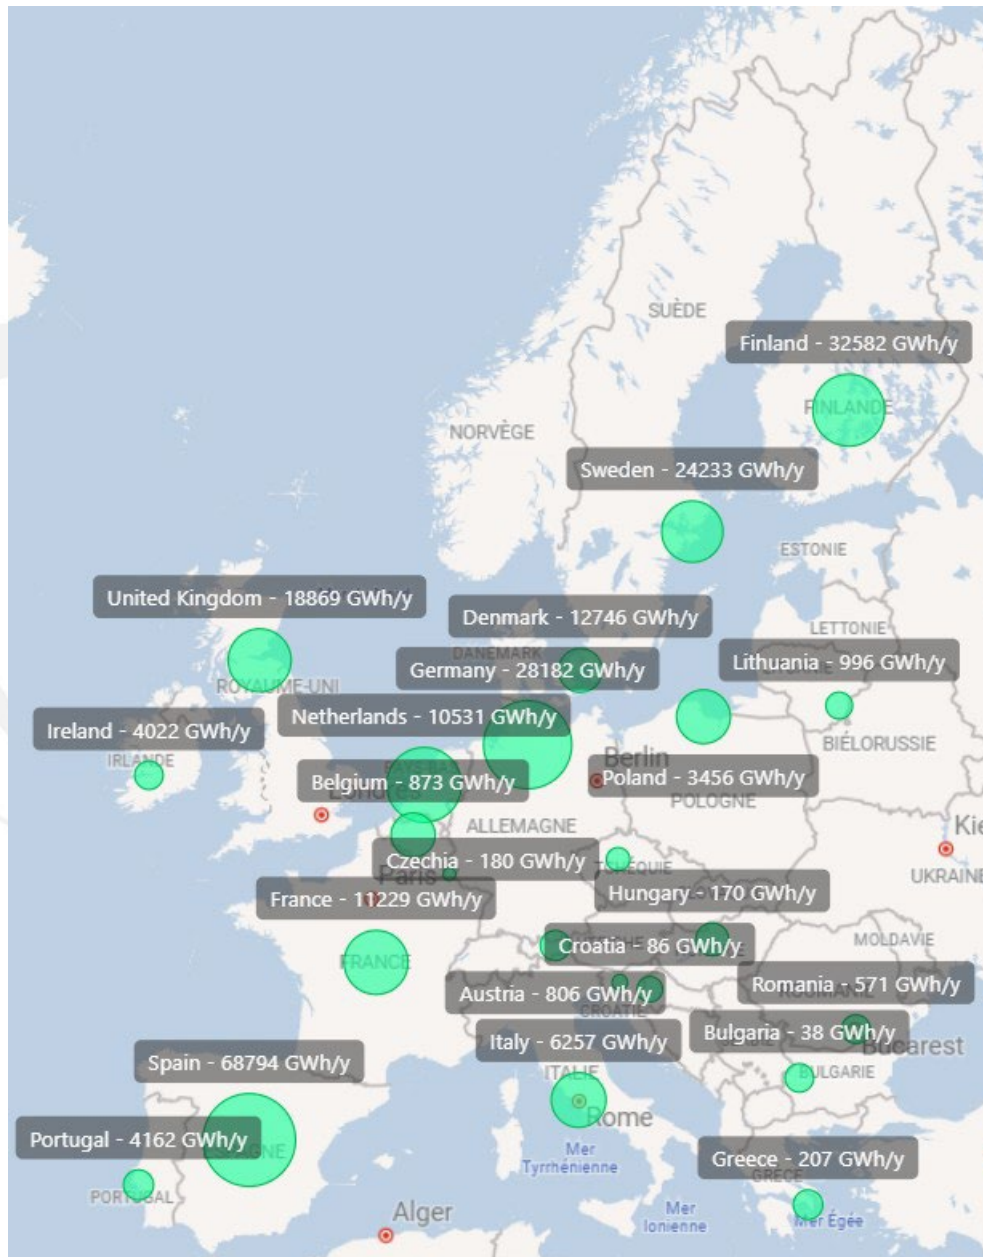 SUÈDE
Finland - 32582 GWh/y
FINLANDE
NORVÈGE
Sweden - 24233 GWh/y
ESTONIE
United Kingdom - 18869 GWh/y
Denmark - 12746 GWh/y
LETTONIE
DANEMARK
Germany - 28182 GWh/y
Lithuania - 996 GWh/y
ROYAUME-UNI
Netherlands - 10531 GWh/y
Ireland - 4022 GWh/y
IRLANDE
BIÉLORUSSIE
Berlin
Belgium - 873 GWh/y
Poland - 3456 GWh/y
POLOGNE
ALLEMAGNE
Kie
Czechia - 180 GWh/y
TCHÉQUIE
UKRAINE
Paris
Hungary - 170 GWh/y
France - 11229 GWh/y
FRANCE
Croatia - 86 GWh/y
MOLDAVIE
Austria - 806 GWh/y
CROATIE
Romania - 571 GWh/y
ROUMANIE
Italy - 6257 GWh/y
Bulgaria - 38 GWh/y
Bucarest
Spain - 68794 GWh/y
ITALIE
BULGARIE
Rome
Portugal - 4162 GWh/y
Mer
Tyrrhénienne
Greece - 207 GWh/y
GRÈCE
PORTUGAL
Alger
Mer
Ionienne
Mer Égée